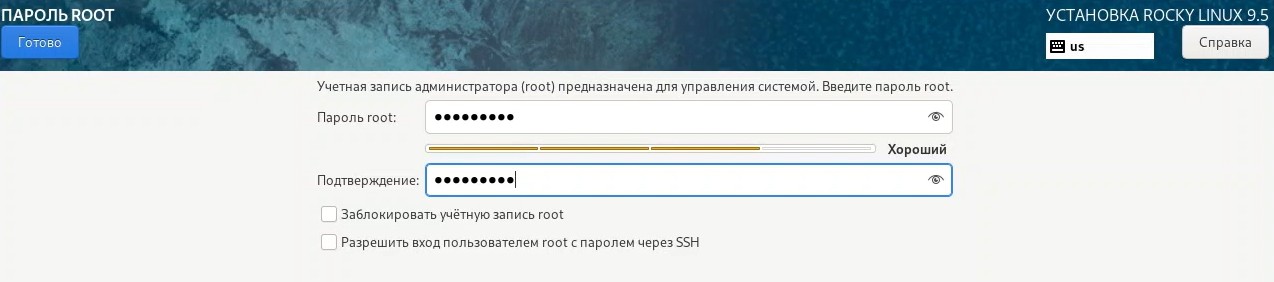 ПАРОЛЬ ROOT
УСТАНОВКА ROCKY LINUX 9.5
Готово
us
Справка
Учетная запись администратора (root) предназначена для управления системой. Введите пароль root.
Пароль root: ●●●●●●●●●
Хороший
Подтверждение: ●●●●●●●●●
Заблокировать учётную запись root
Разрешить вход пользователем root с паролем через SSH